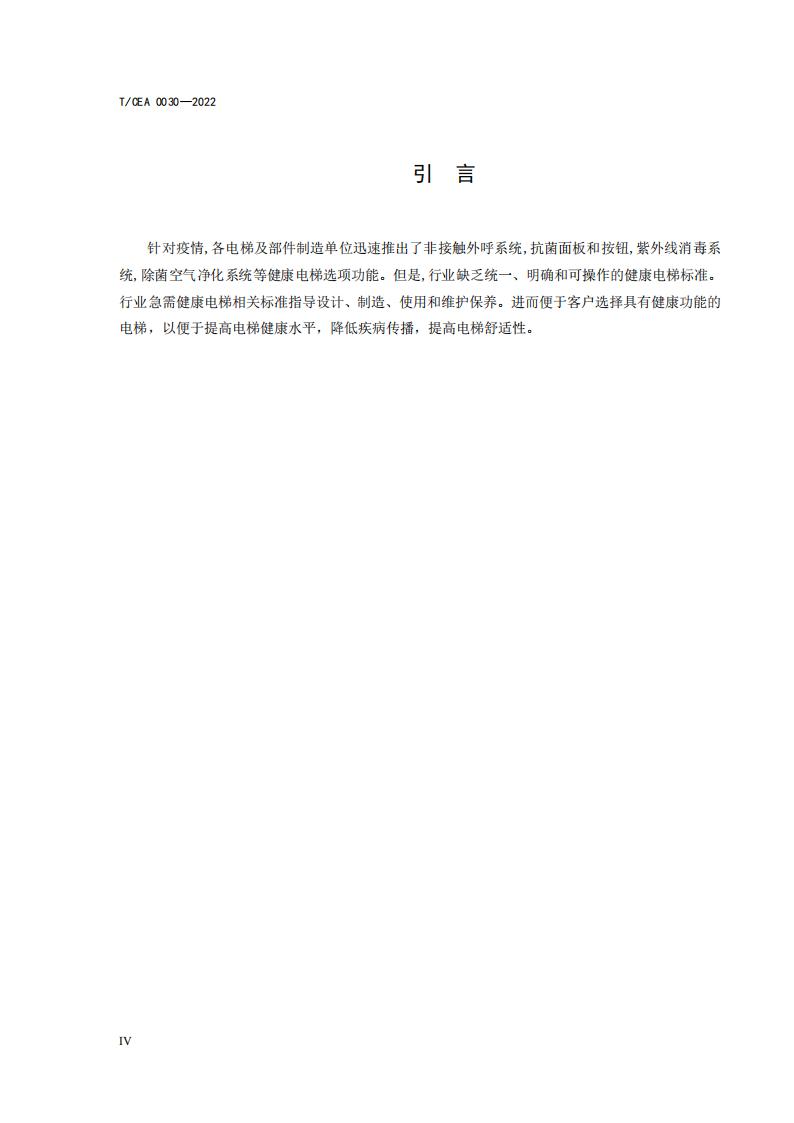 T/CEA 0030—2022
引 言
针对疫情,各电梯及部件制造单位迅速推出了非接触外呼系统,抗菌面板和按钮,紫外线消毒系
统,除菌空气净化系统等健康电梯选项功能。但是,行业缺乏统一、明确和可操作的健康电梯标准。
行业急需健康电梯相关标准指导设计、制造、使用和维护保养。进而便于客户选择具有健康功能的
电梯，以便于提高电梯健康水平，降低疾病传播，提高电梯舒适性。
IV